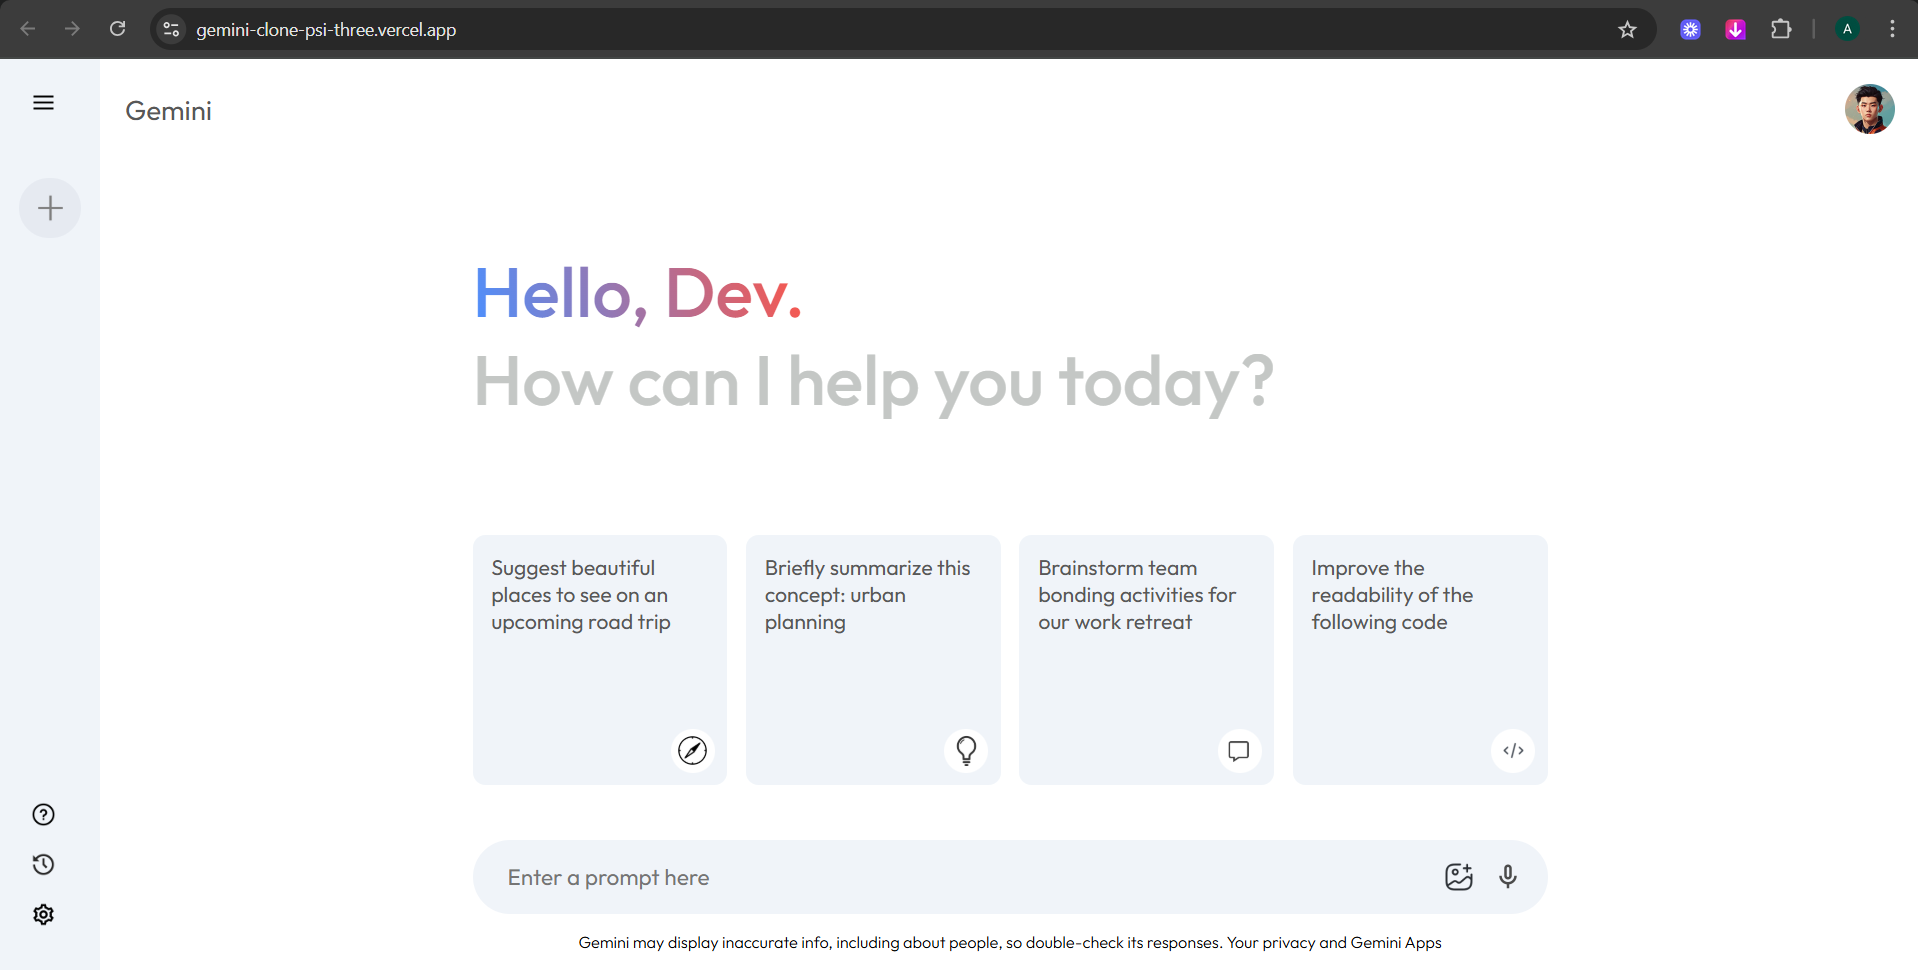 gemini-clone-psi-three.vercel.app
A
Gemini
Hello, Dev.
How can I help you today?
Suggest beautiful
places to see on an
upcoming road trip
Briefly summarize this
concept: urban
planning
Brainstorm team
bonding activities for
our work retreat
Improve the
readability of the
following code
Enter a prompt here
Gemini may display inaccurate info, including about people, so double-check its responses. Your privacy and Gemini Apps